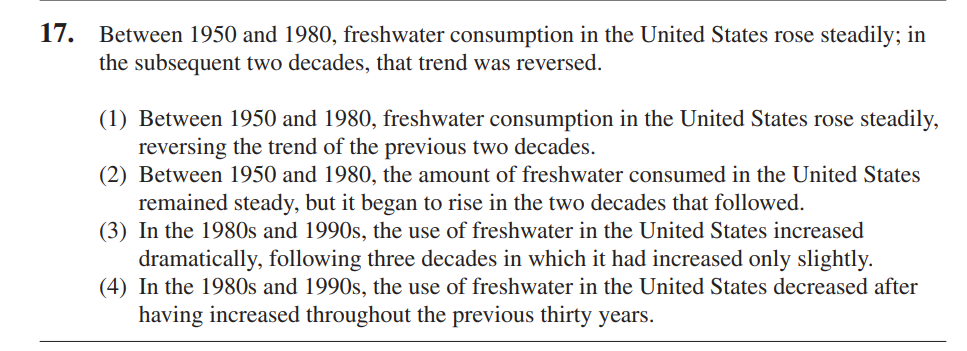 17. Between 1950 and 1980, freshwater consumption in the United States rose steadily; in
the subsequent two decades, that trend was reversed.
(1) Between 1950 and 1980, freshwater consumption in the United States rose steadily,
reversing the trend of the previous two decades.
(2) Between 1950 and 1980, the amount of freshwater consumed in the United States
remained steady, but it began to rise in the two decades that followed.
(3) In the 1980s and 1990s, the use of freshwater in the United States increased
dramatically, following three decades in which it had increased only slightly.
(4) In the 1980s and 1990s, the use of freshwater in the United States decreased after
having increased throughout the previous thirty years.